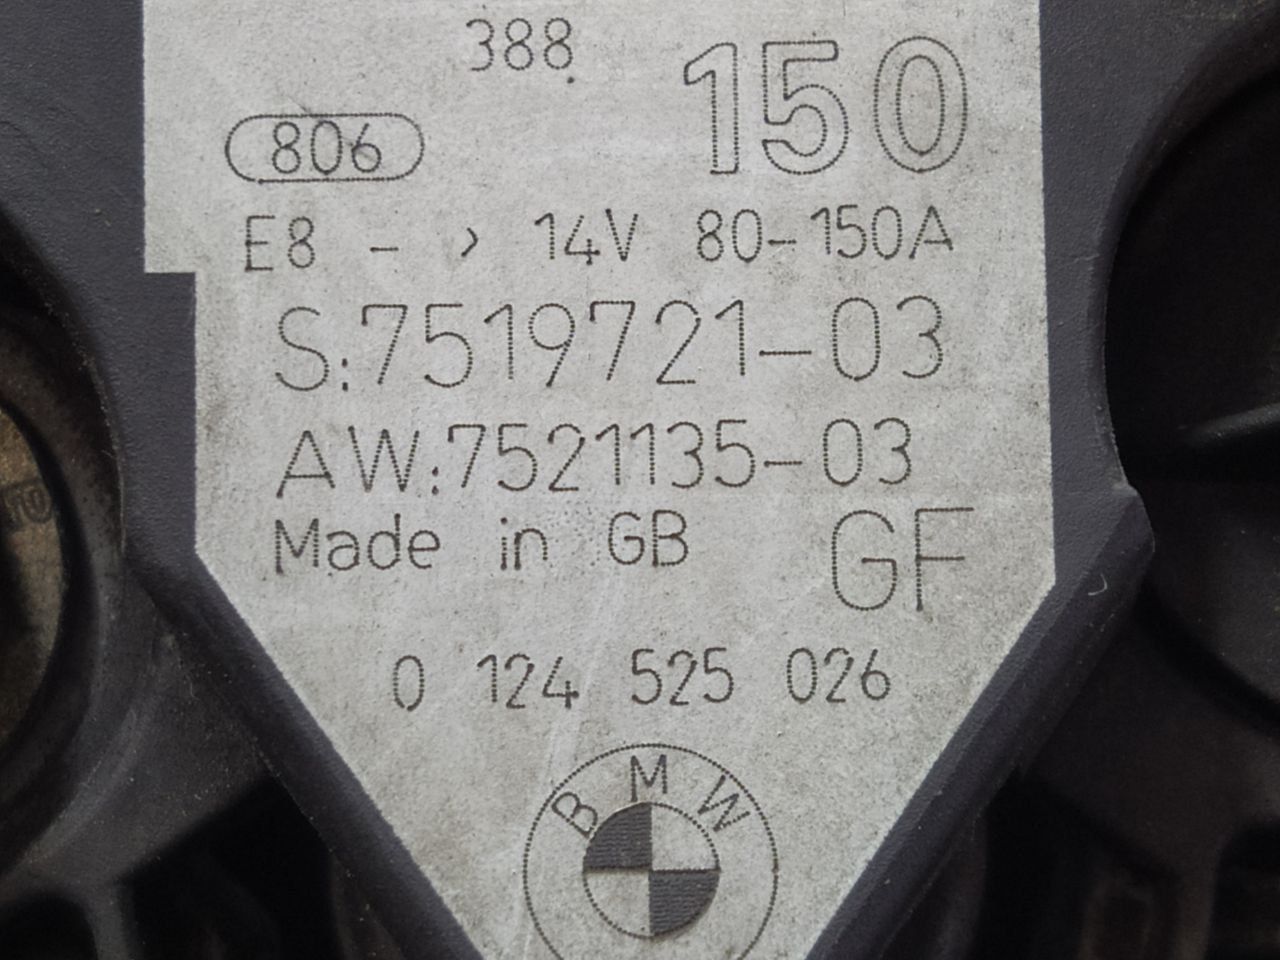 388
150
806
E8 - > 14V 80-150A
S:7519721-03
AW:7521135-03
Made in GB GF
0 124 525 026
BMW